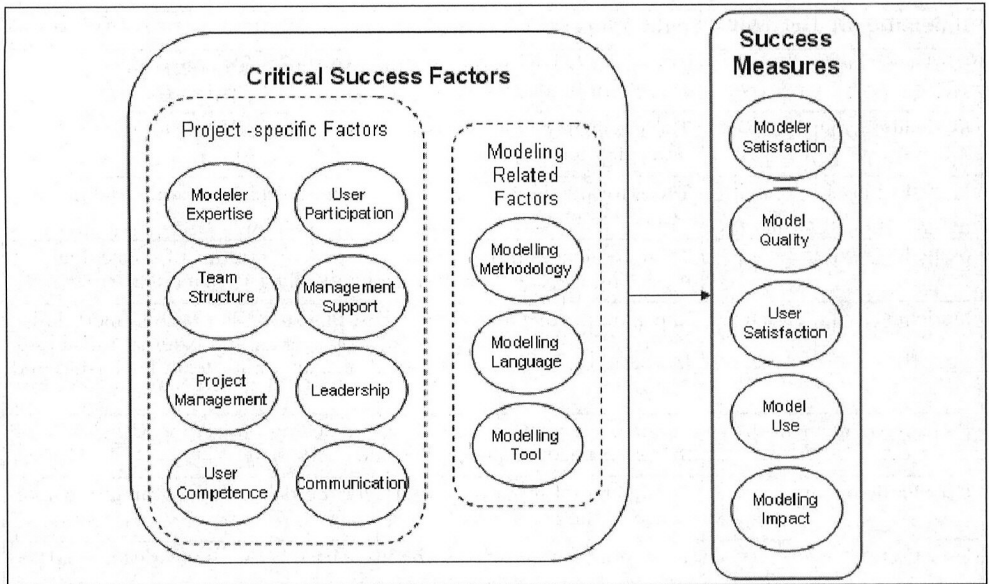 Critical Success Factors
Project -specific Factors
Modeler
Expertise
User
Participation
Team
Structure
Management
Support
Project
Management
Leadership
User
Competence
Communication
Modeling
Related
Factors
Modelling
Methodology
Modelling
Language
Modelling
Tool
Success
Measures
Modeler
Satisfaction
Model
Quality
User
Satisfaction
Model
Use
Modeling
Impact